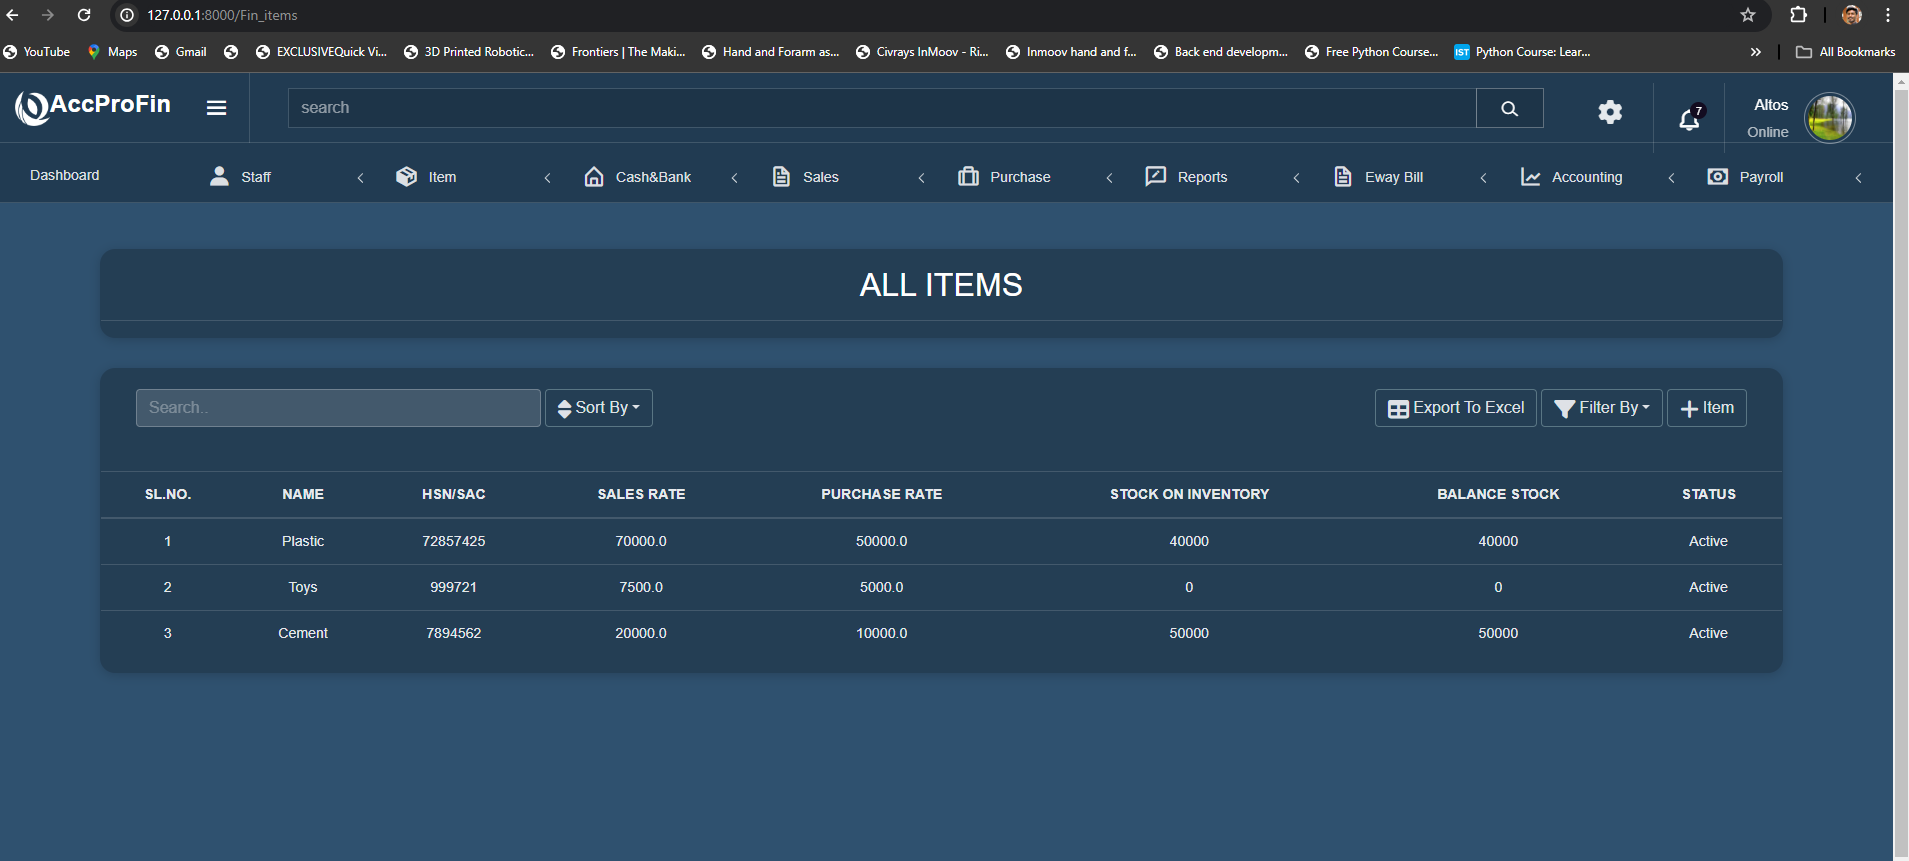 127.0.0.1:8000/Fin_items
YouTube Maps Gmail EXCLUSIVEQuick Vi... 3D Printed Robotic... Frontiers | The Maki... Hand and Forarm as... Civrays InMoov - Ri... Inmoov hand and f... Back end developm... Free Python Course... IST Python Course: Lear... » All Bookmarks
AccProFin search 7 Altos
Online
Dashboard Staff Item Cash&Bank Sales Purchase Reports Eway Bill Accounting Payroll
ALL ITEMS
Search.. Sort By Export To Excel Filter By Item
SL.NO. NAME HSN/SAC SALES RATE PURCHASE RATE STOCK ON INVENTORY BALANCE STOCK STATUS
1 Plastic 72857425 70000.0 50000.0 40000 40000 Active
2 Toys 999721 7500.0 5000.0 0 0 Active
3 Cement 7894562 20000.0 10000.0 50000 50000 Active